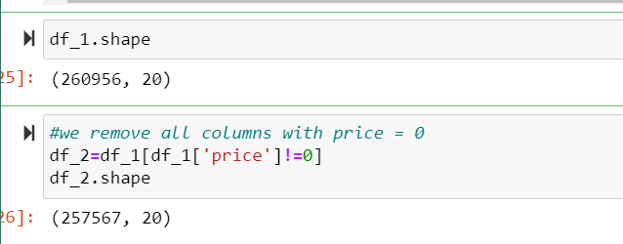 df_1.shape
25]: (260956, 20)
#we remove all columns with price = 0
df_2=df_1[df_1['price']!=0]
df_2.shape
26]: (257567, 20)